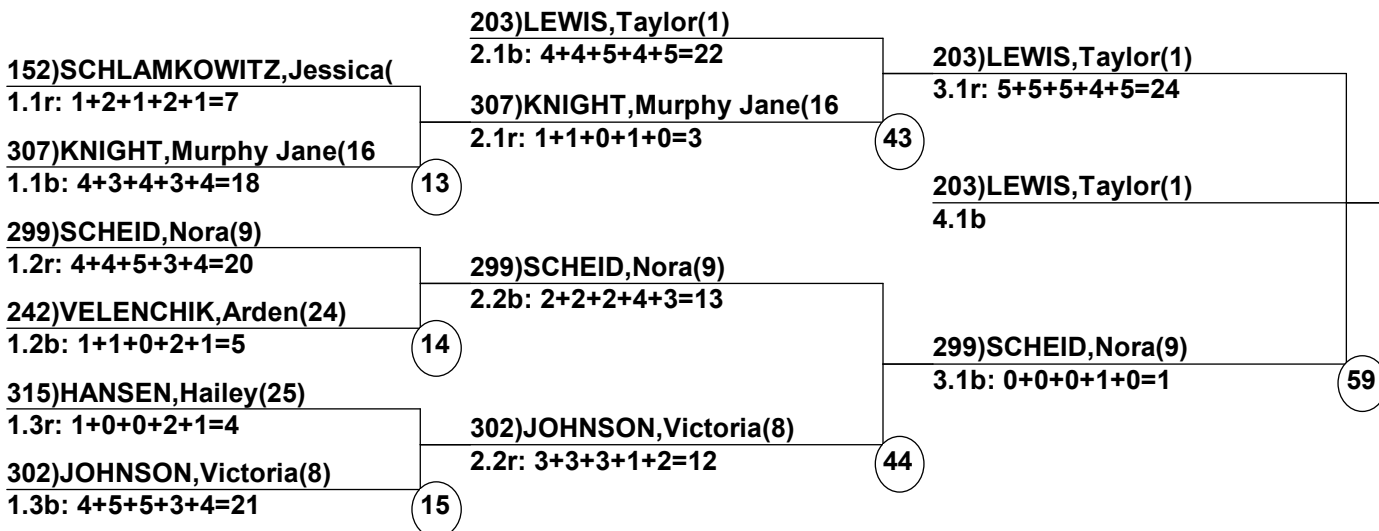 152)SCHLAMKOWITZ,Jessica(
1.1r: 1+2+1+2+1=7
307)KNIGHT,Murphy Jane(16
1.1b: 4+3+4+3+4=18
13
299)SCHEID,Nora(9)
1.2r: 4+4+5+3+4=20
242)VELENCHIK,Arden(24)
1.2b: 1+1+0+2+1=5
14
315)HANSEN,Hailey(25)
1.3r: 1+0+0+2+1=4
302)JOHNSON,Victoria(8)
1.3b: 4+5+5+3+4=21
15
203)LEWIS,Taylor(1)
2.1b: 4+4+5+4+5=22
307)KNIGHT,Murphy Jane(16
2.1r: 1+1+0+1+0=3
43
299)SCHEID,Nora(9)
2.2b: 2+2+2+4+3=13
302)JOHNSON,Victoria(8)
2.2r: 3+3+3+1+2=12
44
203)LEWIS,Taylor(1)
3.1r: 5+5+5+4+5=24
203)LEWIS,Taylor(1)
4.1b
299)SCHEID,Nora(9)
3.1b: 0+0+0+1+0=1
59